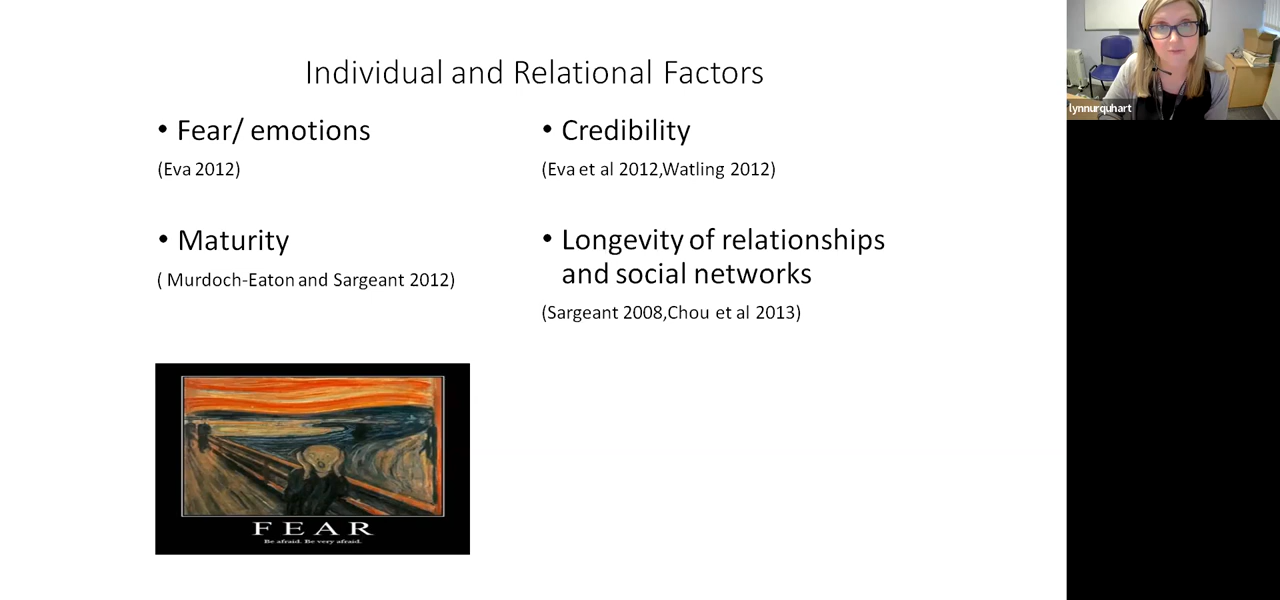 Individual and Relational Factors
• Fear/ emotions
(Eva 2012)
• Maturity
( Murdoch-Eaton and Sargeant 2012)
• Credibility
(Eva et al 2012,Watling 2012)
• Longevity of relationships
and social networks
(Sargeant 2008,Chou et al 2013)
FEAR
Be afraid. Be very afraid.
lynnurquhart